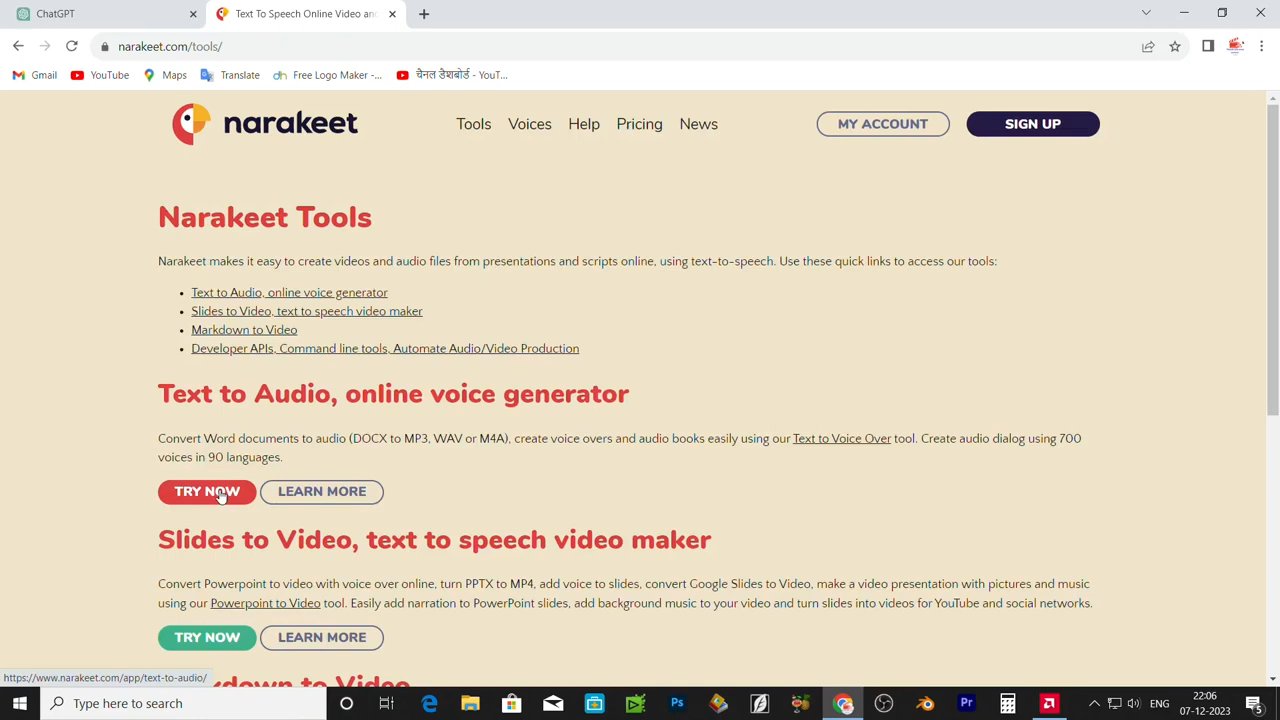 ChatGPT
Text To Speech Online Video and
narakeet.com/tools/
Gmail
YouTube
Maps
Translate
Free Logo Maker -...
चैनल डैशबोर्ड - YouT...
narakeet
Tools
Voices
Help
Pricing
News
MY ACCOUNT
SIGN UP
Narakeet Tools
Narakeet makes it easy to create videos and audio files from presentations and scripts online, using text-to-speech. Use these quick links to access our tools:
• Text to Audio, online voice generator
• Slides to Video, text to speech video maker
• Markdown to Video
• Developer APIs, Command line tools, Automate Audio/Video Production
Text to Audio, online voice generator
Convert Word documents to audio (DOCX to MP3, WAV or M4A), create voice overs and audio books easily using our Text to Voice Over tool. Create audio dialog using 700
voices in 90 languages.
TRY NOW
LEARN MORE
Slides to Video, text to speech video maker
Convert Powerpoint to video with voice over online, turn PPTX to MP4, add voice to slides, convert Google Slides to Video, make a video presentation with pictures and music
using our Powerpoint to Video tool. Easily add narration to PowerPoint slides, add background music to your video and turn slides into videos for YouTube and social networks.
TRY NOW
LEARN MORE
https://www.narakeet.com/app/text-to-audio/
kdown to Video
Type here to search
Ps
Pr
ENG
22:06
07-12-2023
5